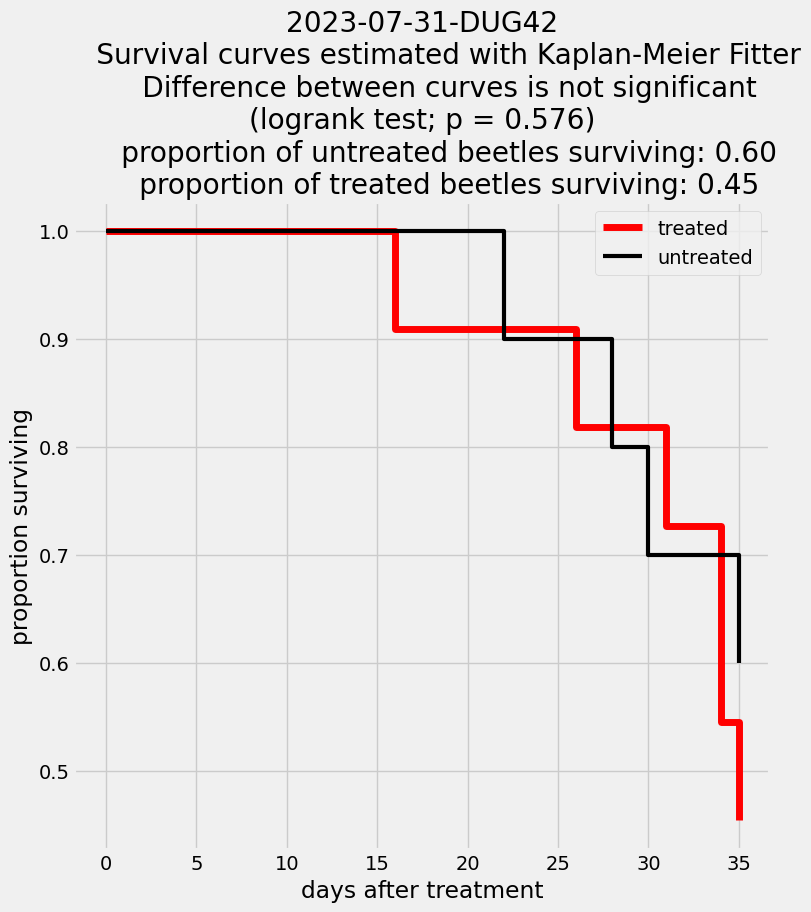 2023-07-31-DUG42
Survival curves estimated with Kaplan-Meier Fitter
Difference between curves is not significant
(logrank test; p = 0.576)
proportion of untreated beetles surviving: 0.60
proportion of treated beetles surviving: 0.45
treated
untreated
1.0
0.9
0.8
0.7
0.6
0.5
proportion surviving
0 5 10 15 20 25 30 35
days after treatment